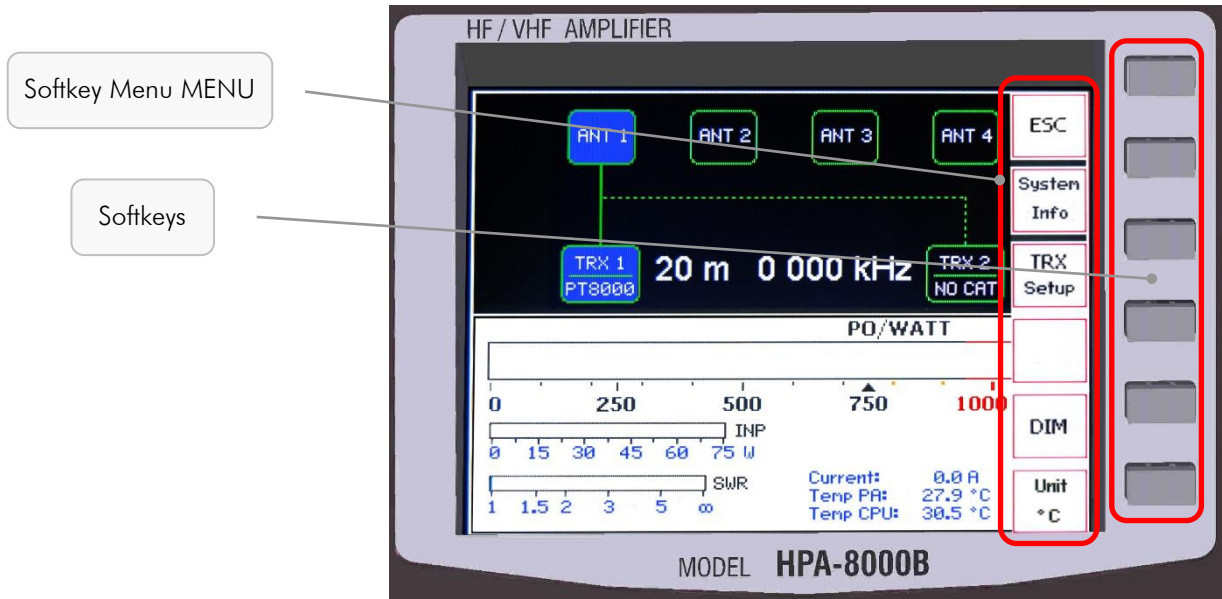 HF / VHF AMPLIFIER
Softkey Menu MENU
Softkeys
ANT 1
ANT 2
ANT 3
ANT 4
TRX 1
PT8000
20 m 0 000 kHz
TRX 2
NO CAT
ESC
System
Info
TRX
Setup
DIM
Unit
°C
PO/WATT
0 250 500 750 1000
INP
0 15 30 45 60 75 W
SWR
1 1.5 2 3 5 ∞
Current: 0.0 A
Temp PA: 27.9 °C
Temp CPU: 30.5 °C
MODEL HPA-8000B